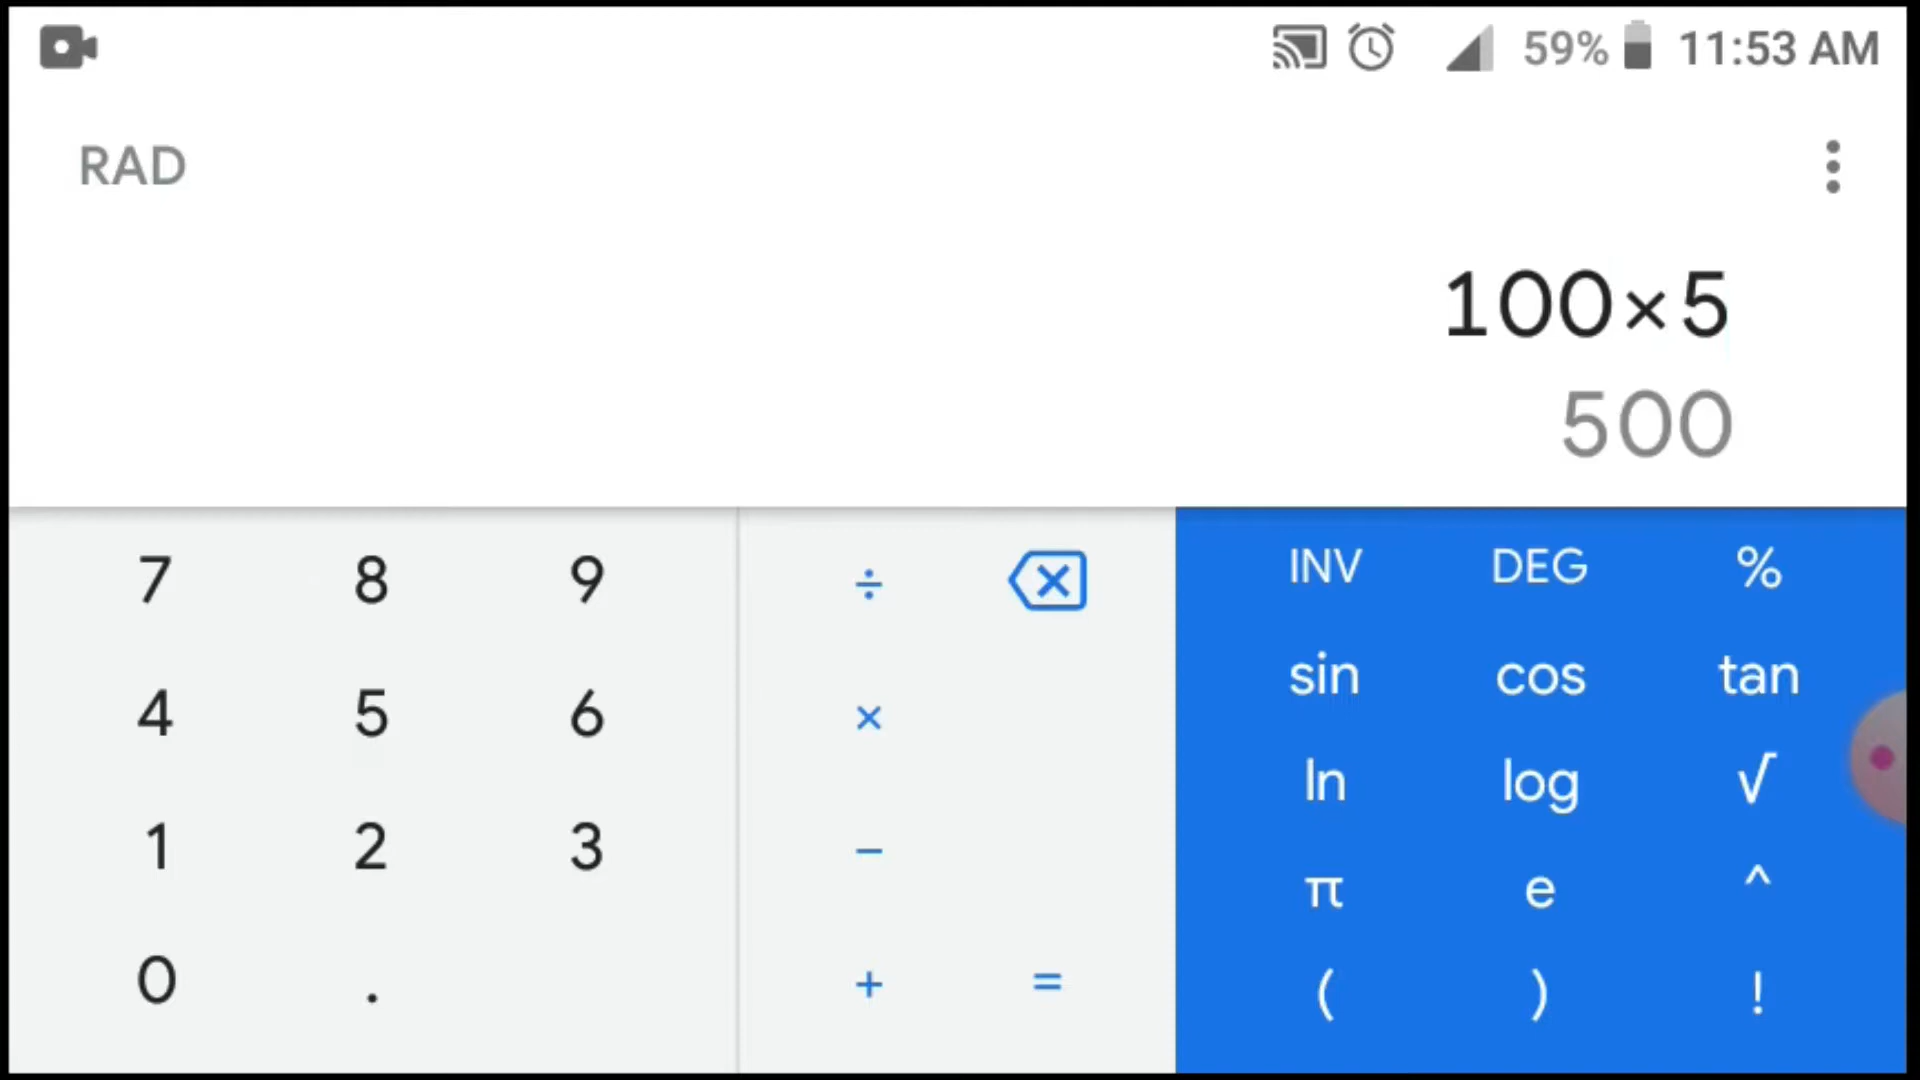 59% 11:53 AM
RAD
100×5
500
7 8 9 ÷ INV DEG %
4 5 6 × sin cos tan
1 2 3 − ln log √
π e ^
0 . + = ( ) !